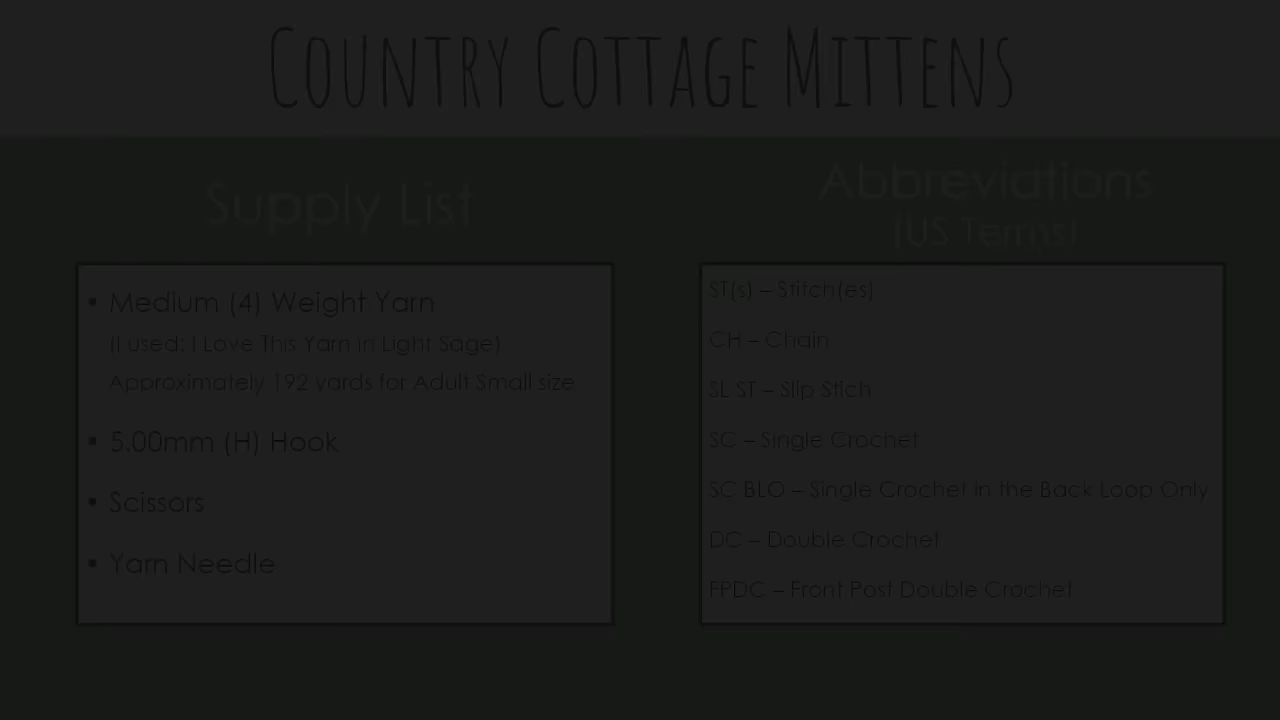 Country Cottage Mittens
Supply List
▪ Medium (4) Weight Yarn
(I used: I Love This Yarn in Light Sage)
Approximately 192 yards for Adult Small size
▪ 5.00mm (H) Hook
▪ Scissors
▪ Yarn Needle
Abbreviations
(US Terms)
ST(s) – Stitch(es)
CH – Chain
SL ST – Slip Stich
SC – Single Crochet
SC BLO – Single Crochet in the Back Loop Only
DC – Double Crochet
FPDC – Front Post Double Crochet